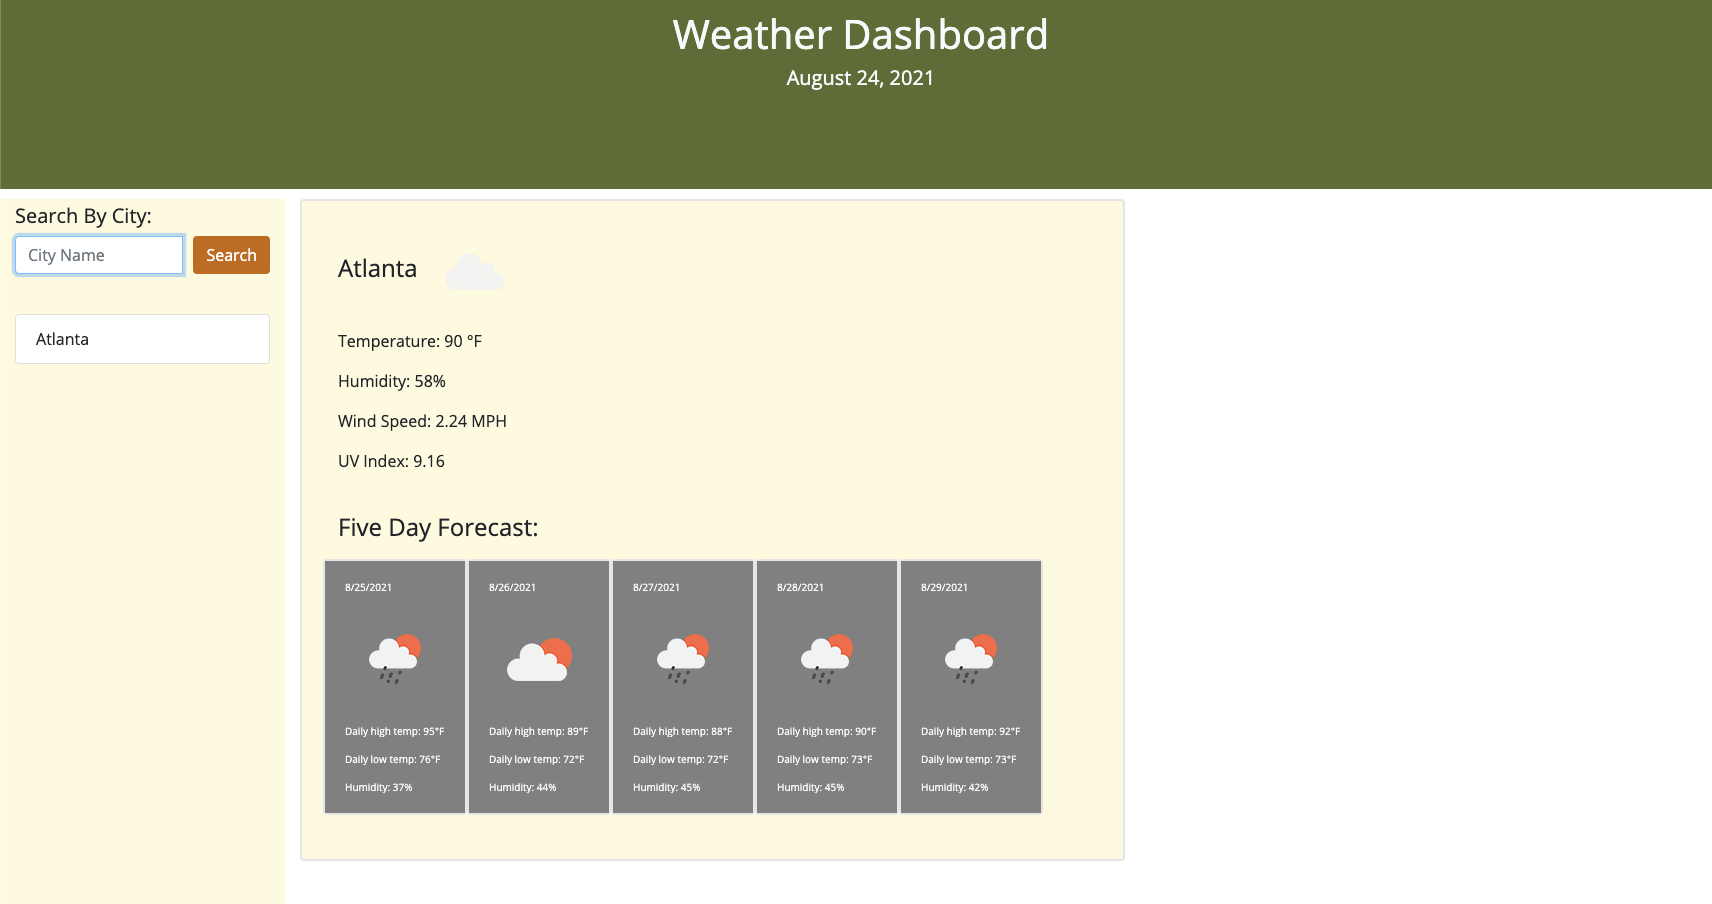 Weather Dashboard
August 24, 2021
Search By City:
City Name
Search
Atlanta
Atlanta
Temperature: 90 °F
Humidity: 58%
Wind Speed: 2.24 MPH
UV Index: 9.16
Five Day Forecast:
8/25/2021
Daily high temp: 95°F
Daily low temp: 76°F
Humidity: 37%
8/26/2021
Daily high temp: 89°F
Daily low temp: 72°F
Humidity: 44%
8/27/2021
Daily high temp: 88°F
Daily low temp: 72°F
Humidity: 45%
8/28/2021
Daily high temp: 90°F
Daily low temp: 73°F
Humidity: 45%
8/29/2021
Daily high temp: 92°F
Daily low temp: 73°F
Humidity: 42%